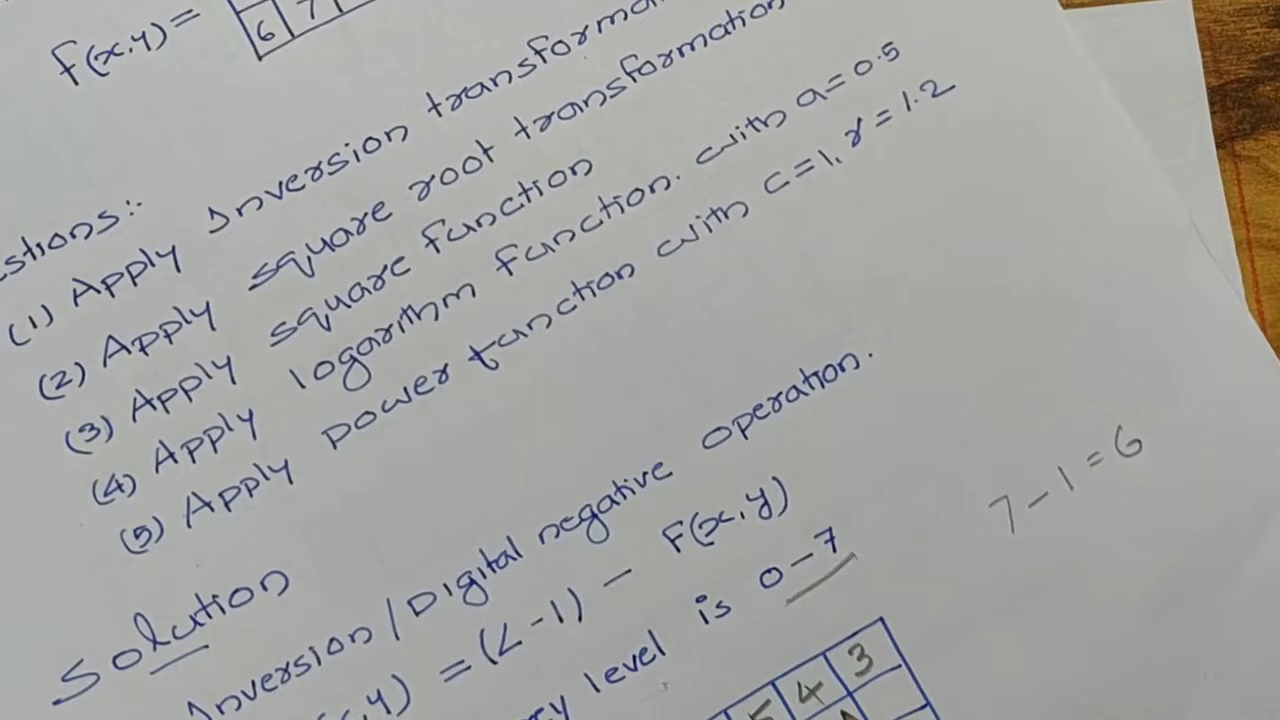 f(x,y) =
6 7
(1) Apply Inversion
(2) Apply square root transformation
(3) Apply square function
(4) Apply logarithm function. with a=0.5
(5) Apply power function with c=1, r=1.2
Solution
Inversion / Digital negative operation.
= (L-1) - F(x,y)
7-1=6
level is 0-7
4 3